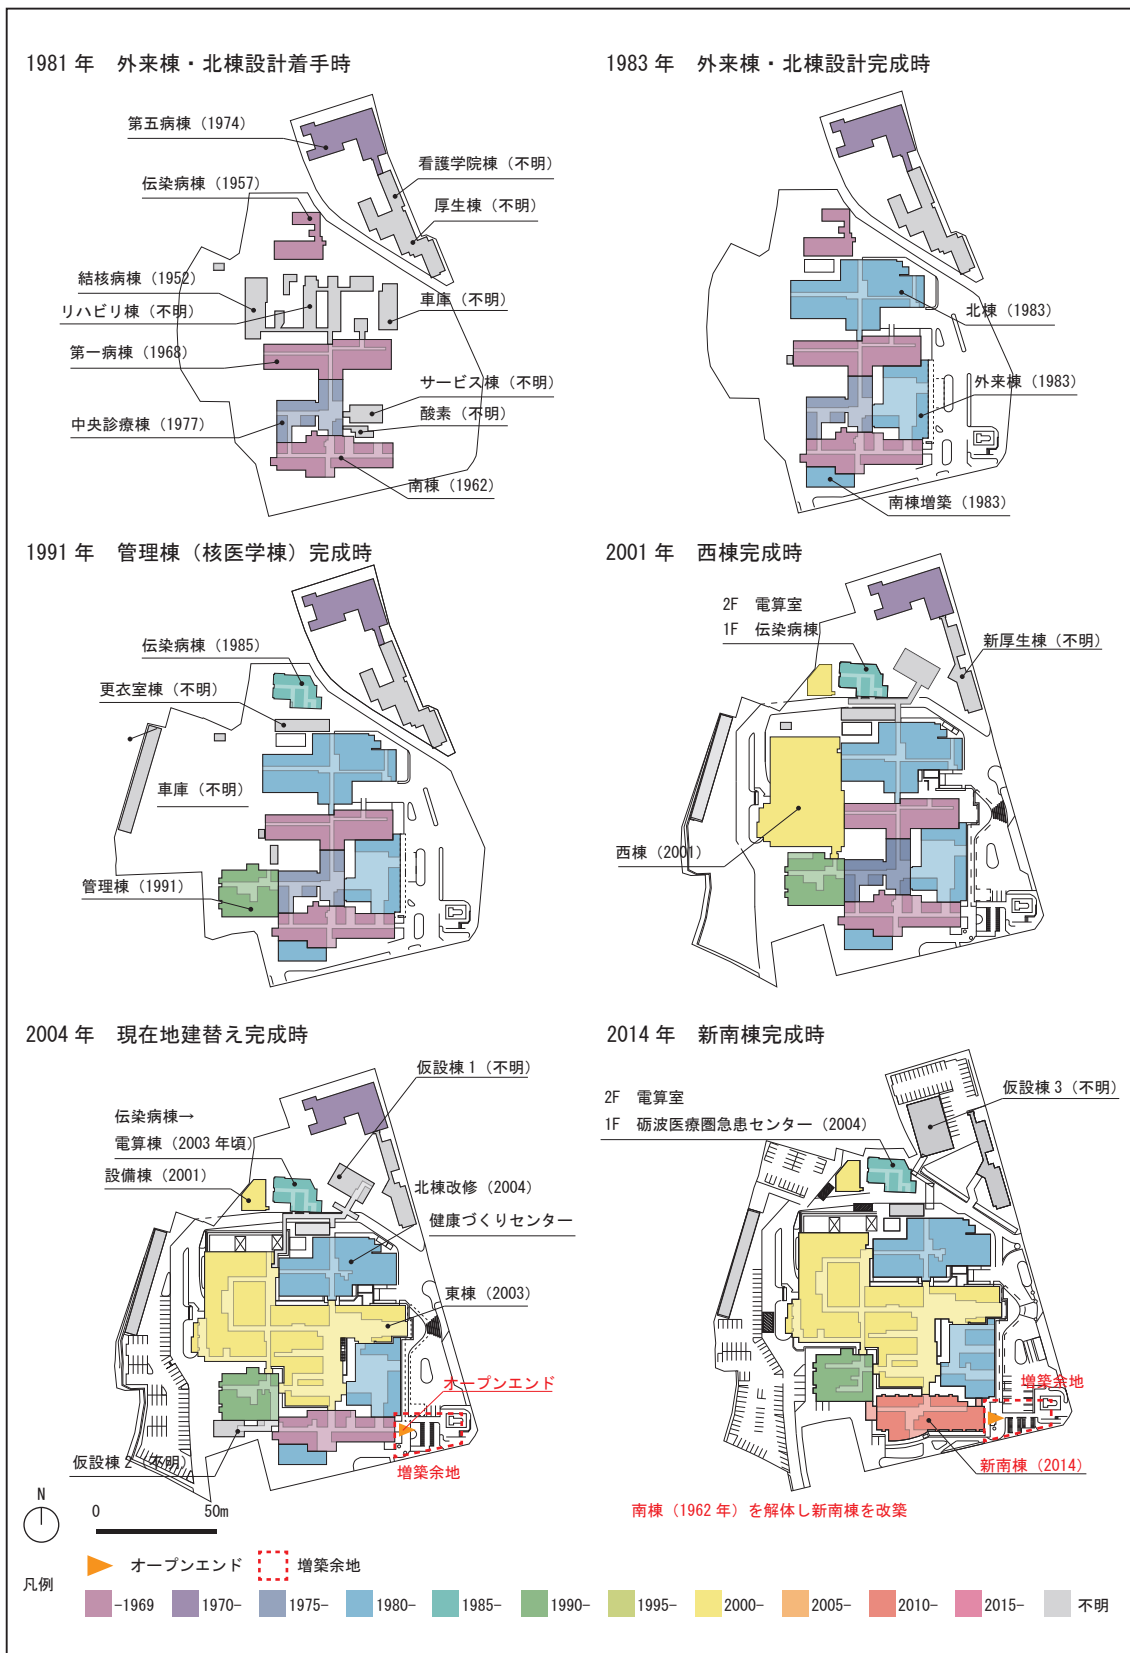 1981 年　外来棟・北棟設計着手時
第五病棟（1974）
看護学院棟（不明）
伝染病棟（1957）
厚生棟（不明）
結核病棟（1952）
リハビリ棟（不明）
車庫（不明）
第一病棟（1968）
サービス棟（不明）
中央診療棟（1977）
酸素（不明）
南棟（1962）
1983 年　外来棟・北棟設計完成時
北棟（1983）
外来棟（1983）
南棟増築（1983）
1991 年　管理棟（核医学棟）完成時
伝染病棟（1985）
更衣室棟（不明）
車庫（不明）
管理棟（1991）
2001 年　西棟完成時
2F　電算室
1F　伝染病棟
新厚生棟（不明）
西棟（2001）
2004 年　現在地建替え完成時
仮設棟 1（不明）
伝染病棟→
電算棟（2003 年頃）
設備棟（2001）
北棟改修（2004）
健康づくりセンター
東棟（2003）
オープンエンド
仮設棟 2（不明）
増築余地
2014 年　新南棟完成時
2F　電算室
1F　砺波医療圏急患センター（2004）
仮設棟 3（不明）
増築余地
新南棟（2014）
南棟（1962 年）を解体し新南棟を改築
N
0
50m
オープンエンド
増築余地
凡例
-1969
1970-
1975-
1980-
1985-
1990-
1995-
2000-
2005-
2010-
2015-
不明